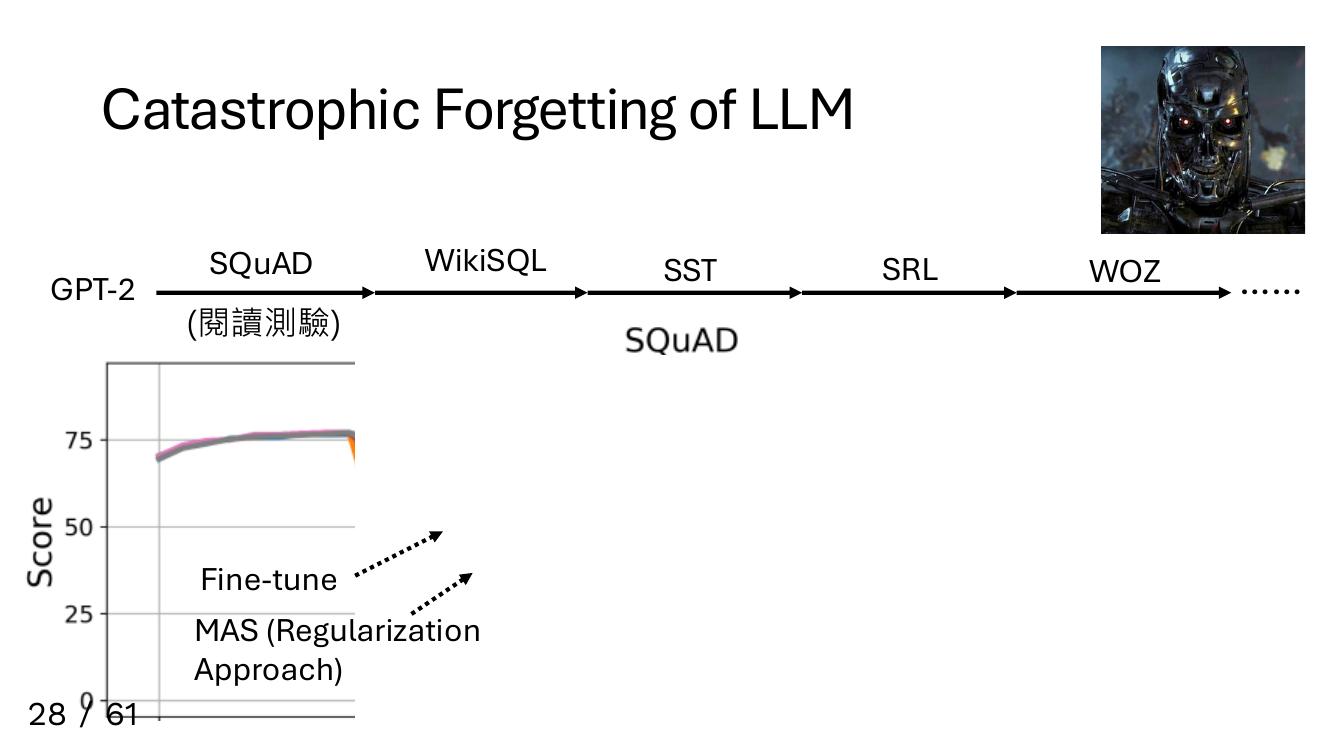 Catastrophic Forgetting of LLM
GPT-2
SQuAD
WikiSQL
SST
SRL
WOZ
……
(閱讀測驗)
SQuAD
75
50
25
0
Score
Fine-tune
MAS (Regularization
Approach)
28 / 61